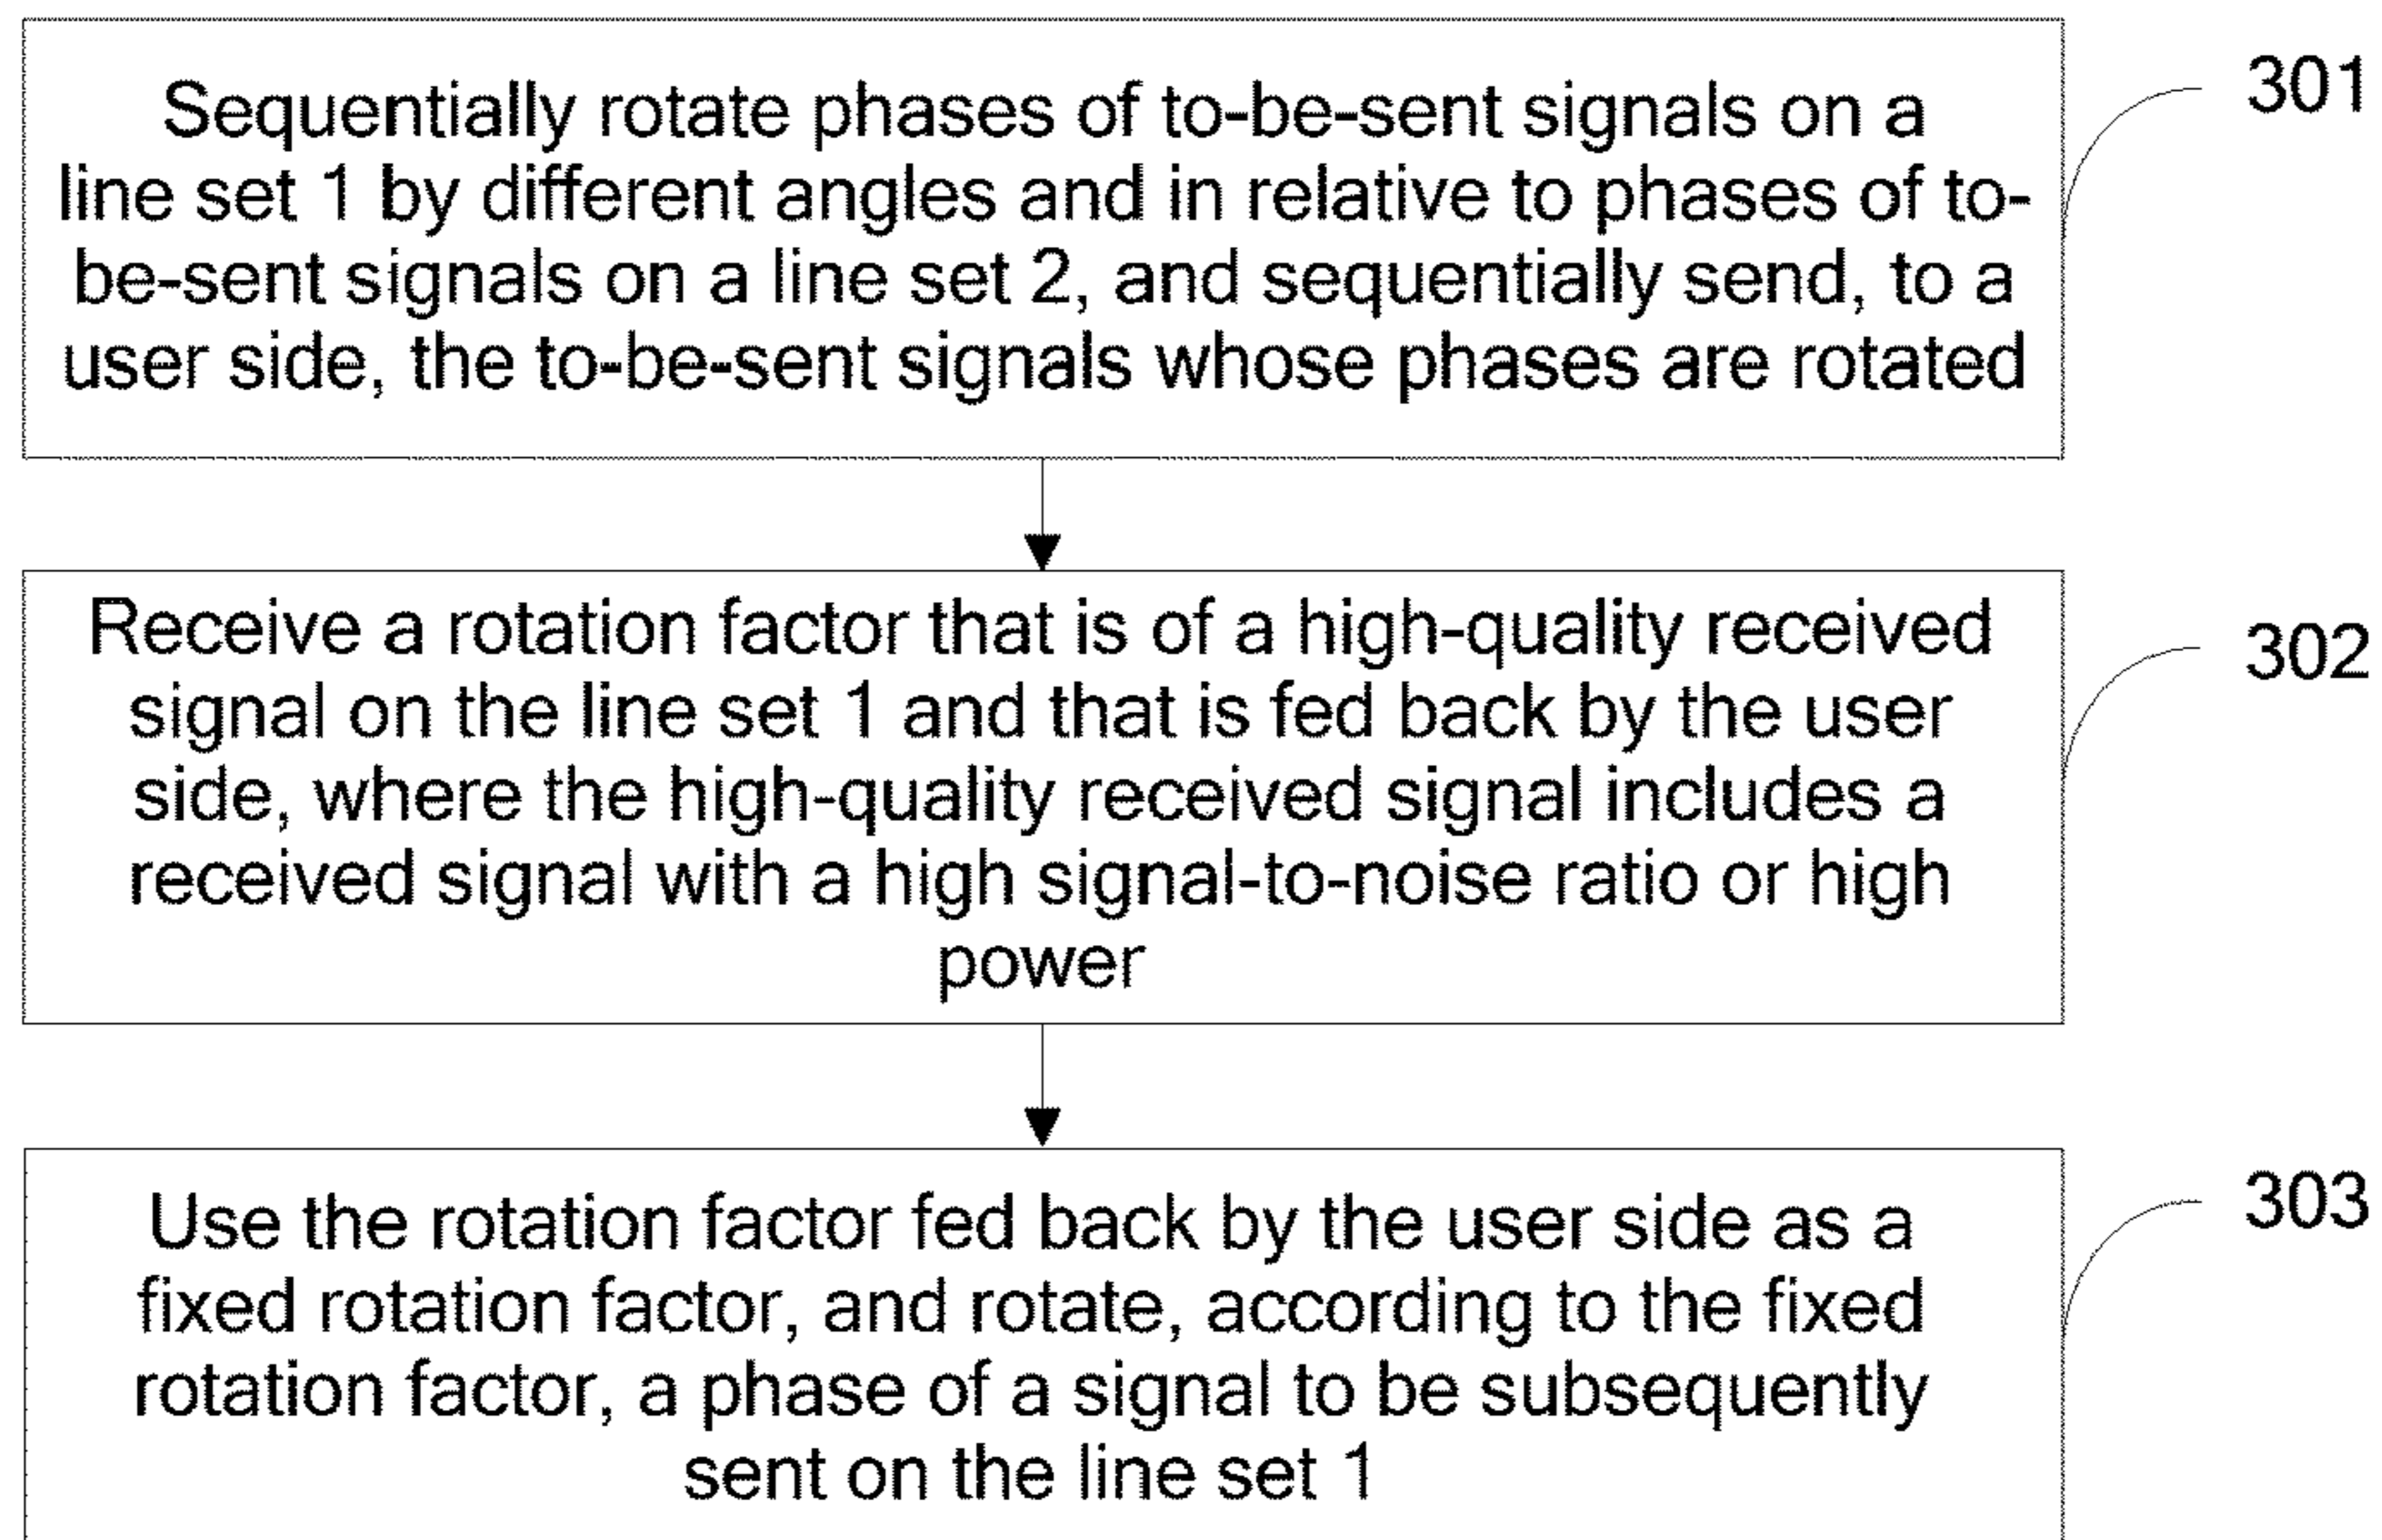 Sequentially rotate phases of to-be-sent signals on a
line set 1 by different angles and in relative to phases of to-
be-sent signals on a line set 2, and sequentially send, to a
user side, the to-be-sent signals whose phases are rotated
301
Receive a rotation factor that is of a high-quality received
signal on the line set 1 and that is fed back by the user
side, where the high-quality received signal includes a
received signal with a high signal-to-noise ratio or high
power
302
Use the rotation factor fed back by the user side as a
fixed rotation factor, and rotate, according to the fixed
rotation factor, a phase of a signal to be subsequently
sent on the line set 1
303